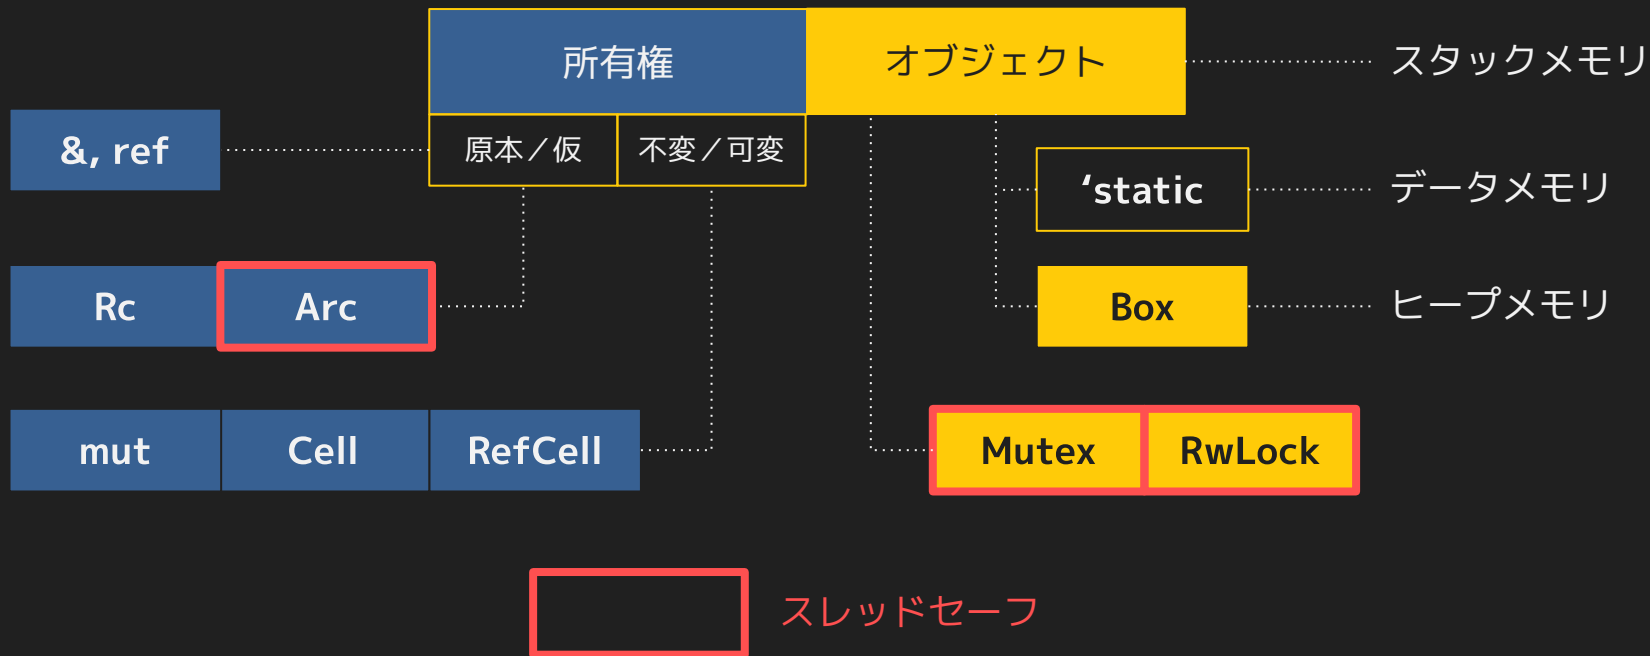 所有権
オブジェクト
スタックメモリ
&, ref
原本／仮
不変／可変
‘static
データメモリ
Rc
Arc
Box
ヒープメモリ
mut
Cell
RefCell
Mutex
RwLock
スレッドセーフ